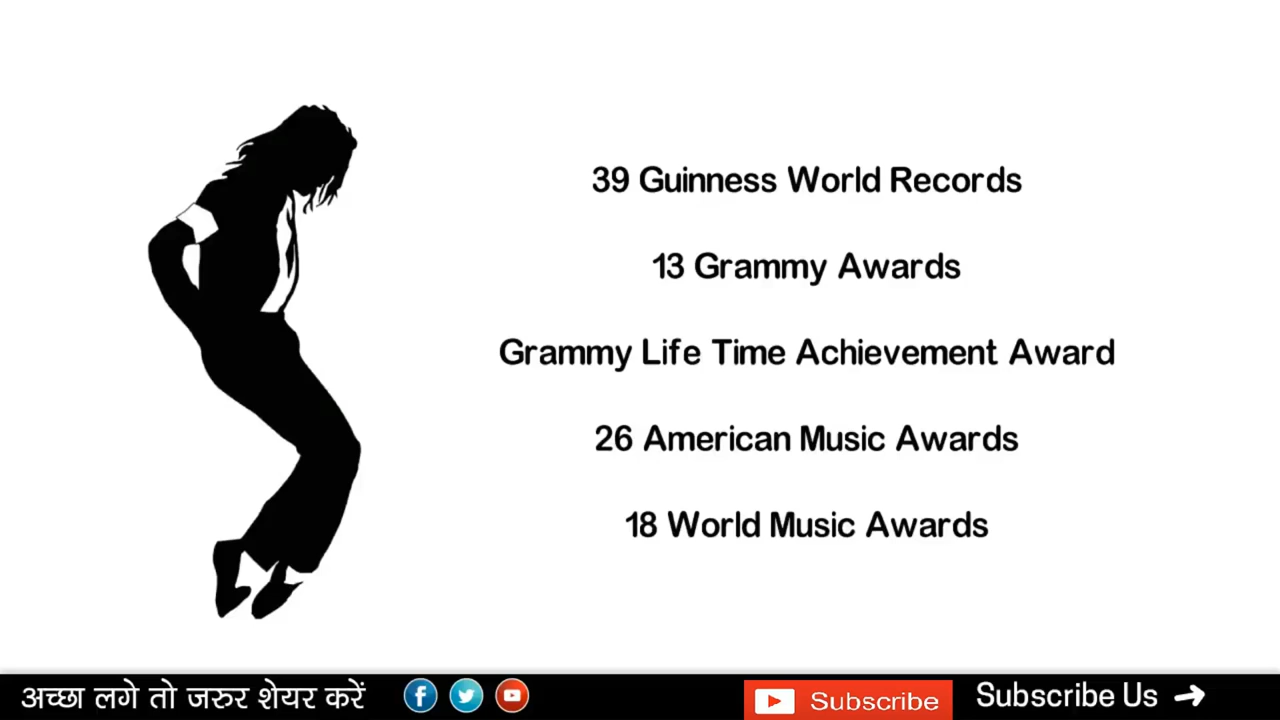 39 Guinness World Records
13 Grammy Awards
Grammy Life Time Achievement Award
26 American Music Awards
18 World Music Awards
अच्छा लगे तो जरुर शेयर करें
Subscribe
Subscribe Us